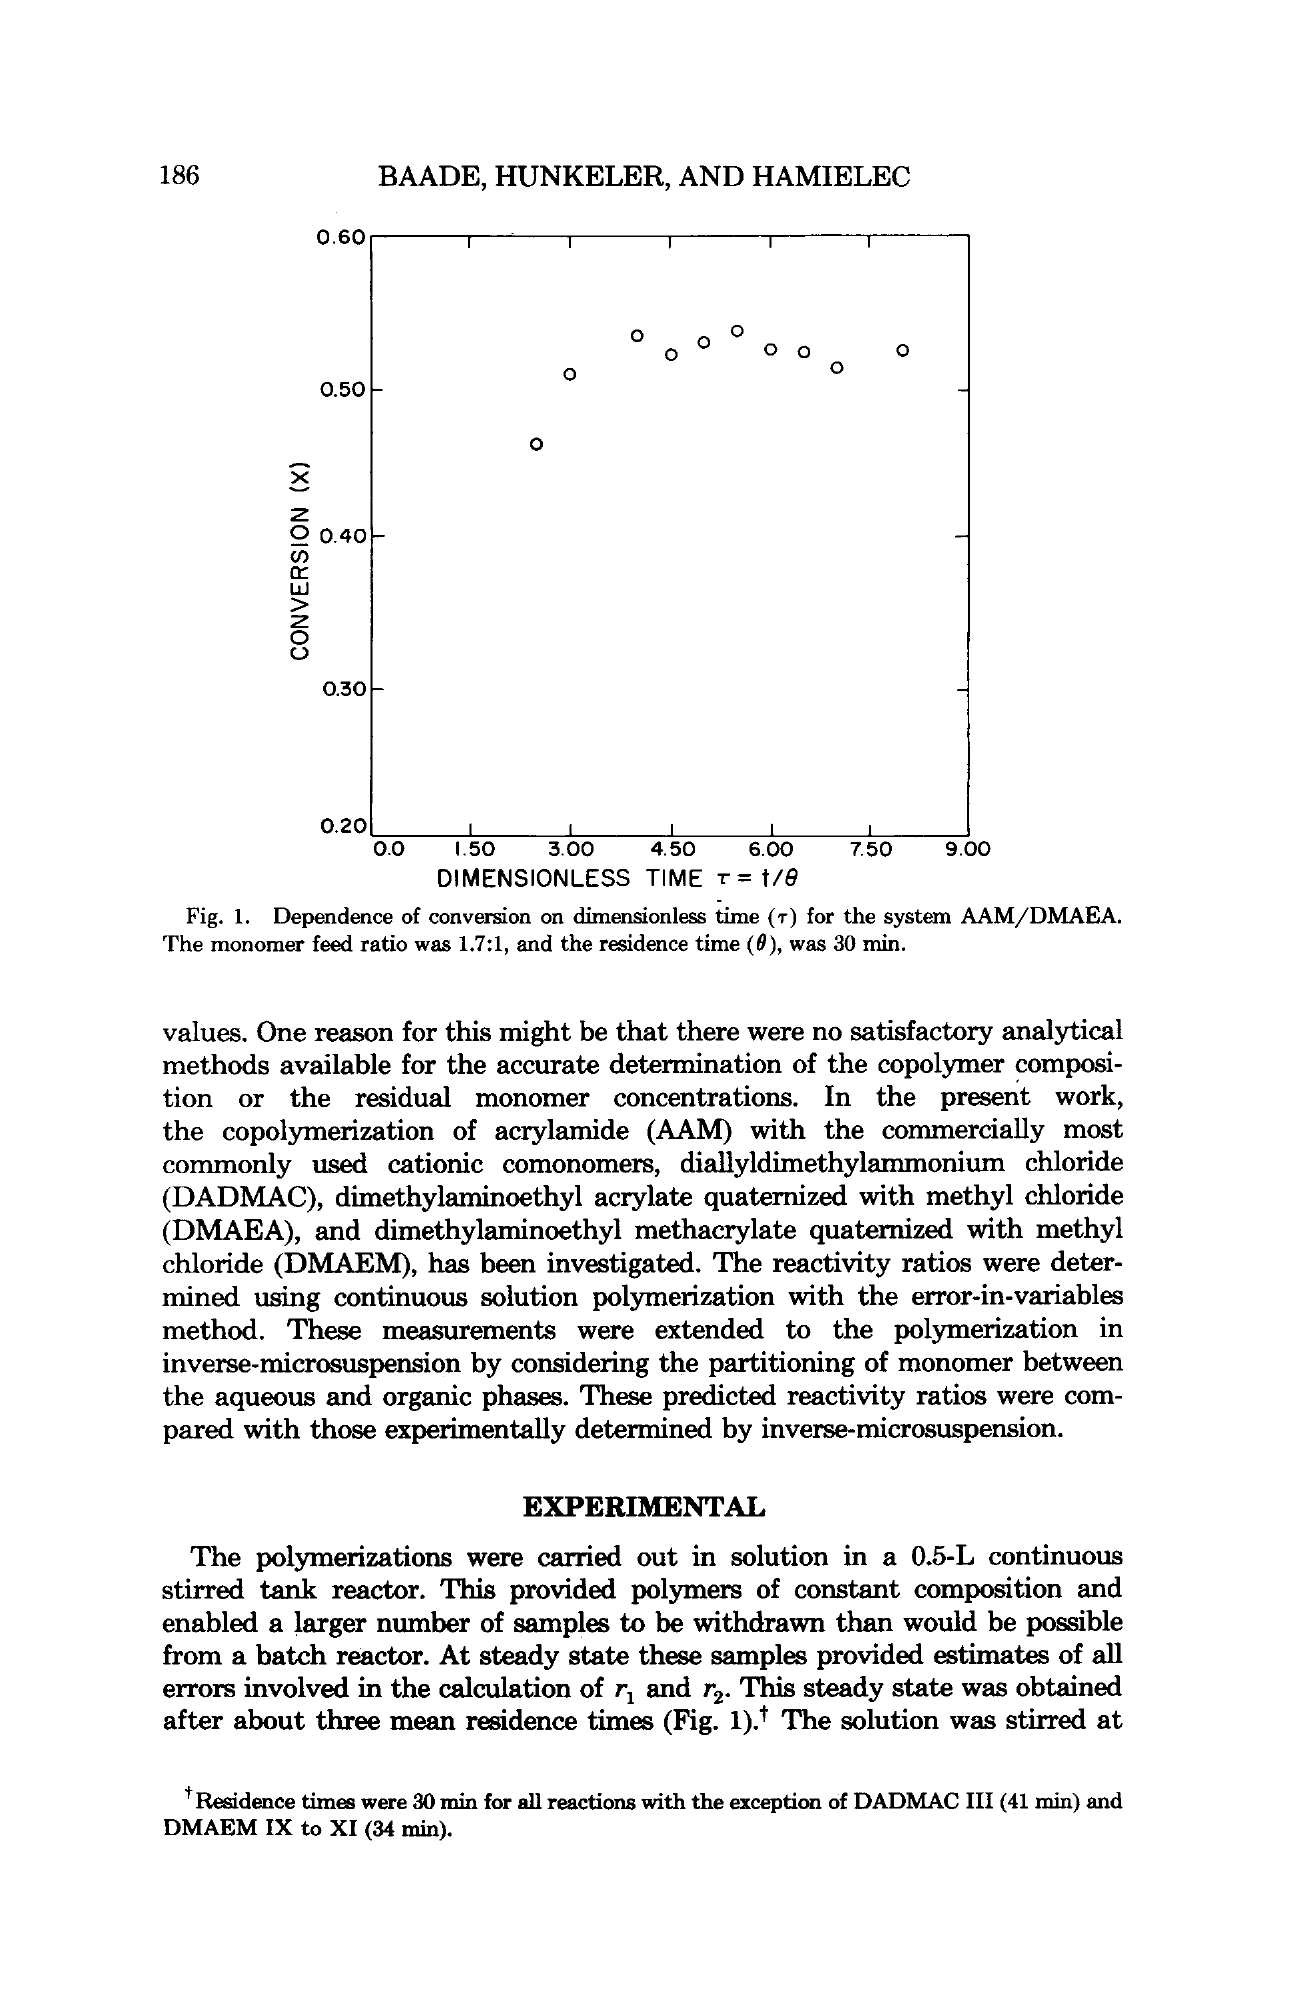 186 BAADE, HUNKELER, AND HAMIELEC
0.60
0.50
0.40
0.30
0.20
CONVERSION (X)
0.0 1.50 3.00 4.50 6.00 7.50 9.00
DIMENSIONLESS TIME τ = t/θ
Fig. 1. Dependence of conversion on dimensionless time (τ) for the system AAM/DMAEA.
The monomer feed ratio was 1.7:1, and the residence time (θ), was 30 min.
values. One reason for this might be that there were no satisfactory analytical
methods available for the accurate determination of the copolymer composi-
tion or the residual monomer concentrations. In the present work,
the copolymerization of acrylamide (AAM) with the commercially most
commonly used cationic comonomers, diallyldimethylammonium chloride
(DADMAC), dimethylaminoethyl acrylate quaternized with methyl chloride
(DMAEA), and dimethylaminoethyl methacrylate quaternized with methyl
chloride (DMAEM), has been investigated. The reactivity ratios were deter-
mined using continuous solution polymerization with the error-in-variables
method. These measurements were extended to the polymerization in
inverse-microsuspension by considering the partitioning of monomer between
the aqueous and organic phases. These predicted reactivity ratios were com-
pared with those experimentally determined by inverse-microsuspension.
EXPERIMENTAL
The polymerizations were carried out in solution in a 0.5-L continuous
stirred tank reactor. This provided polymers of constant composition and
enabled a larger number of samples to be withdrawn than would be possible
from a batch reactor. At steady state these samples provided estimates of all
errors involved in the calculation of r₁ and r₂. This steady state was obtained
after about three mean residence times (Fig. 1).† The solution was stirred at
†Residence times were 30 min for all reactions with the exception of DADMAC III (41 min) and
DMAEM IX to XI (34 min).